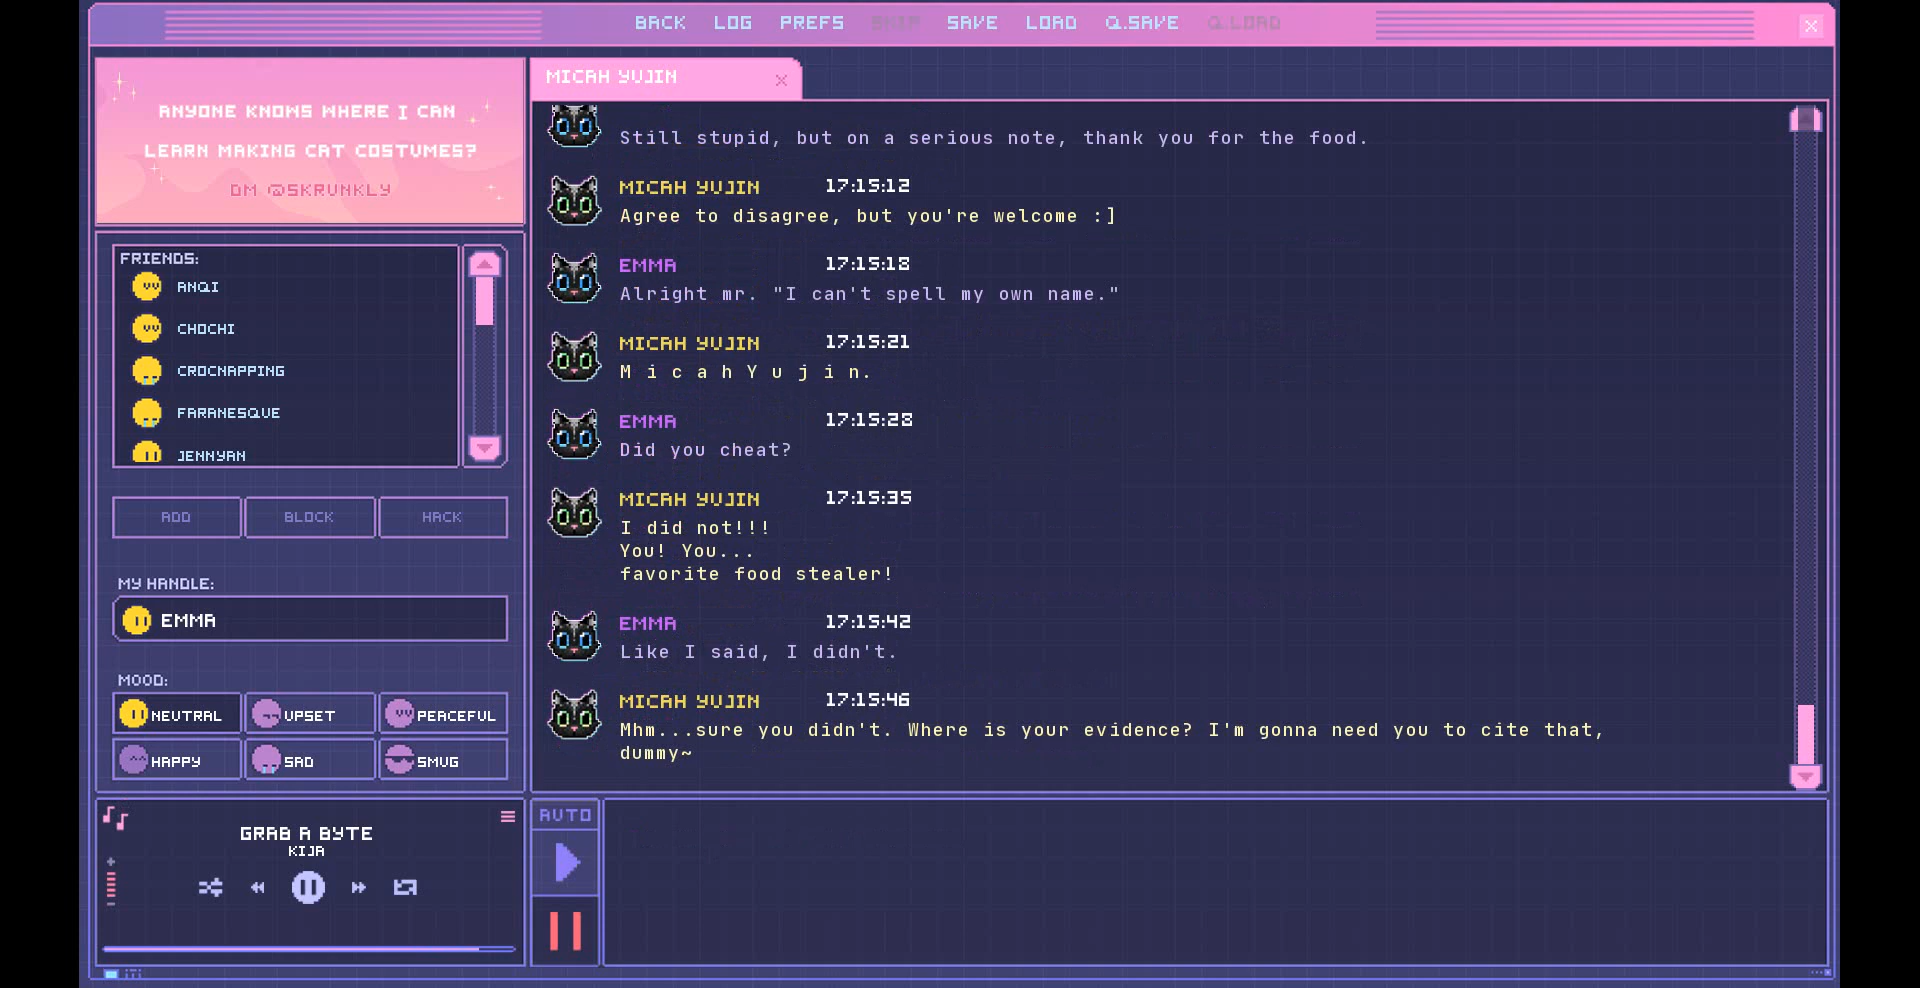 BACK LOG PREFS SKIP SAVE LOAD Q.SAVE Q.LOAD
ANYONE KNOWS WHERE I CAN
LEARN MAKING CAT COSTUMES?
DM @SKRUNKLY
FRIENDS:
ANQI
CHOCHI
CROCNAPPING
FARANESQUE
JENNYAN
ADD BLOCK HACK
MY HANDLE:
EMMA
MOOD:
NEUTRAL UPSET PEACEFUL
HAPPY SAD SMUG
GRAB A BYTE
KIJA
MICAH YUJIN
Still stupid, but on a serious note, thank you for the food.
MICAH YUJIN 17:15:12
Agree to disagree, but you're welcome :]
EMMA 17:15:18
Alright mr. "I can't spell my own name."
MICAH YUJIN 17:15:21
M i c a h Y u j i n.
EMMA 17:15:28
Did you cheat?
MICAH YUJIN 17:15:35
I did not!!!
You! You...
favorite food stealer!
EMMA 17:15:42
Like I said, I didn't.
MICAH YUJIN 17:15:46
Mhm...sure you didn't. Where is your evidence? I'm gonna need you to cite that,
dummy~
AUTO